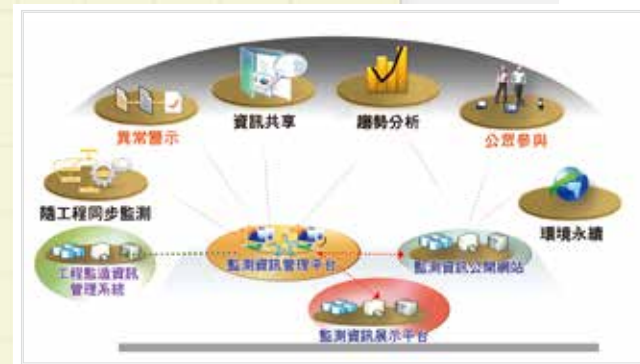 資訊共享
趨勢分析
異常警示
公眾參與
隨工程同步監測
環境永續
工程監造資訊
管理系統
監測資訊管理平台
監測資訊公開網站
監測資訊展示平台